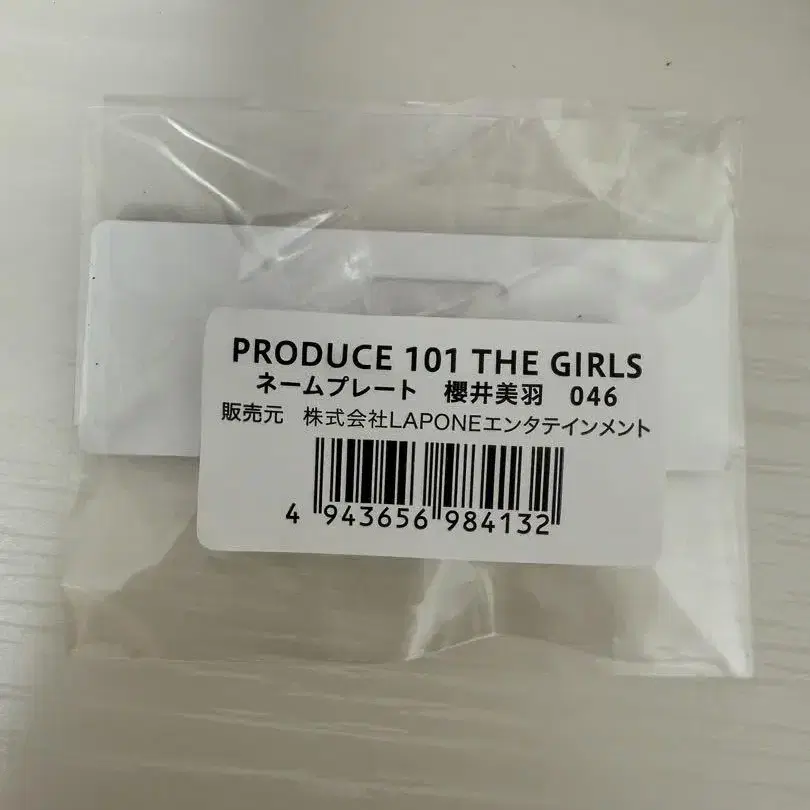 PRODUCE 101 THE GIRLS
ネームプレート　櫻井美羽　046
販売元　株式会社LAPONEエンタテインメント
4 943656 984132